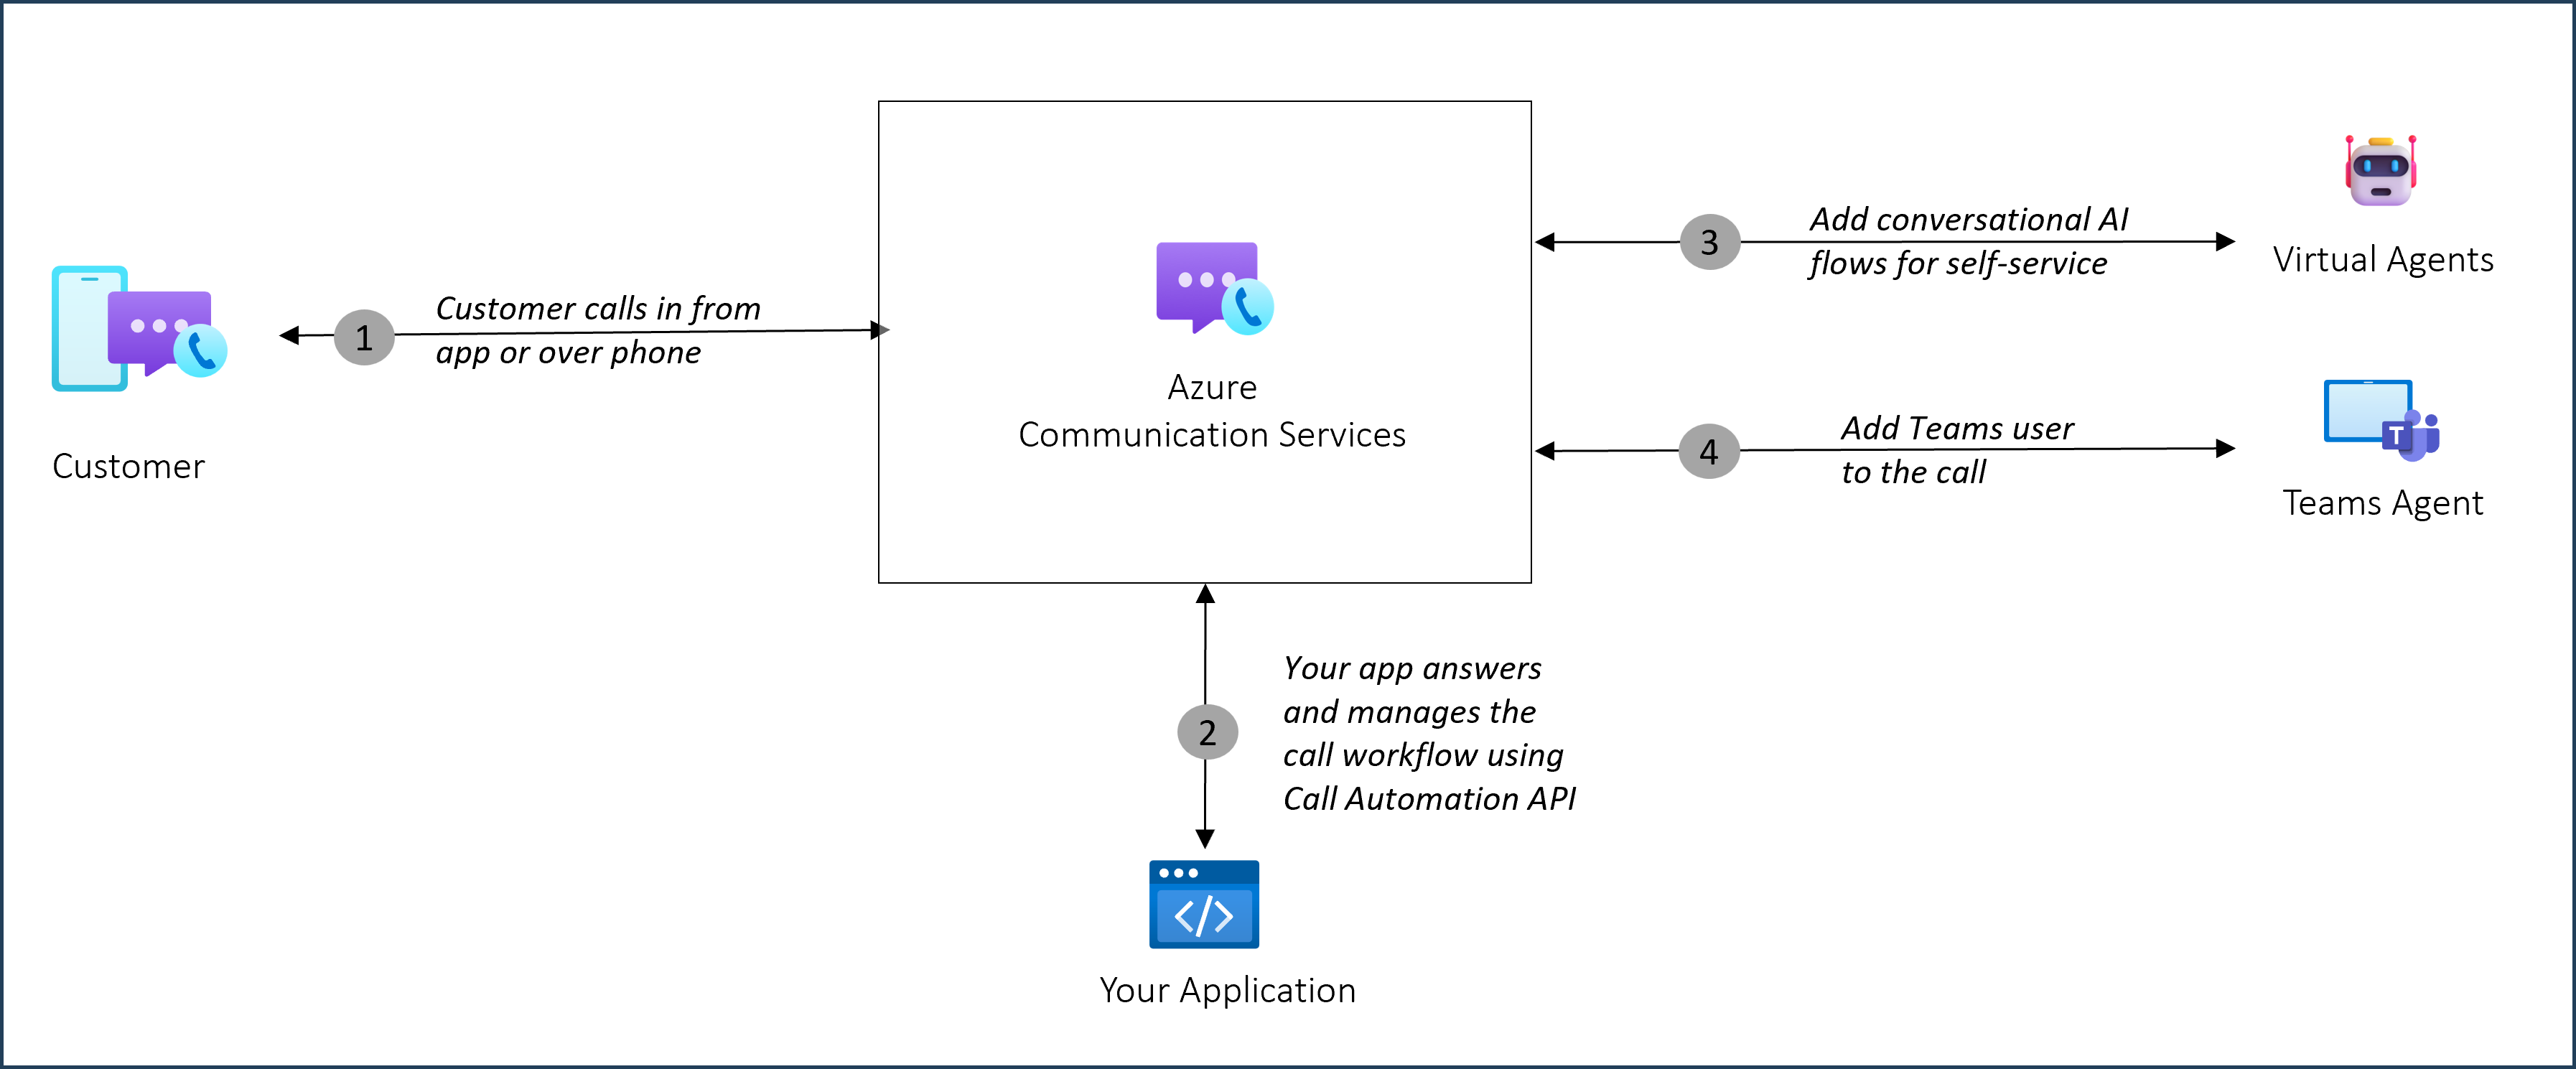 Customer
1
Customer calls in from
app or over phone
Azure
Communication Services
2
Your app answers
and manages the
call workflow using
Call Automation API
Your Application
3
Add conversational AI
flows for self-service
Virtual Agents
4
Add Teams user
to the call
T
Teams Agent